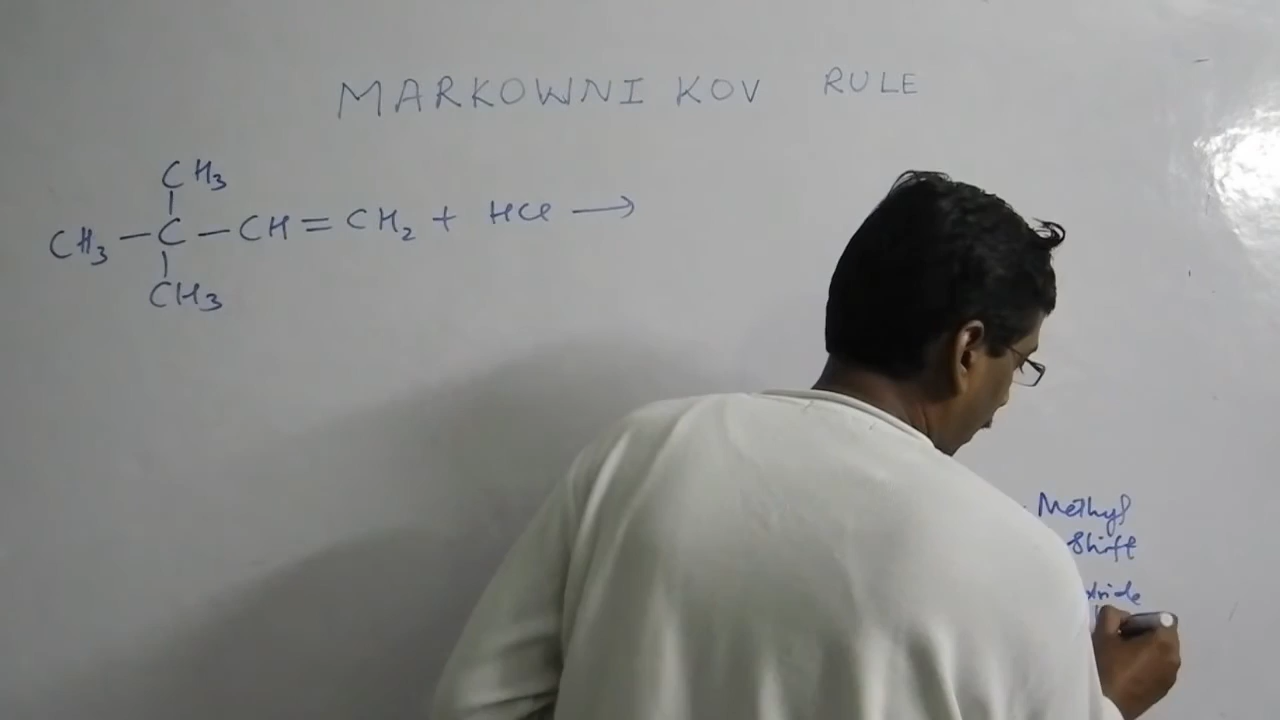 MARKOWNIKOV RULE
CH₃
CH₃ — C — CH = CH₂ + HCl →
CH₃
Methyl
Shift